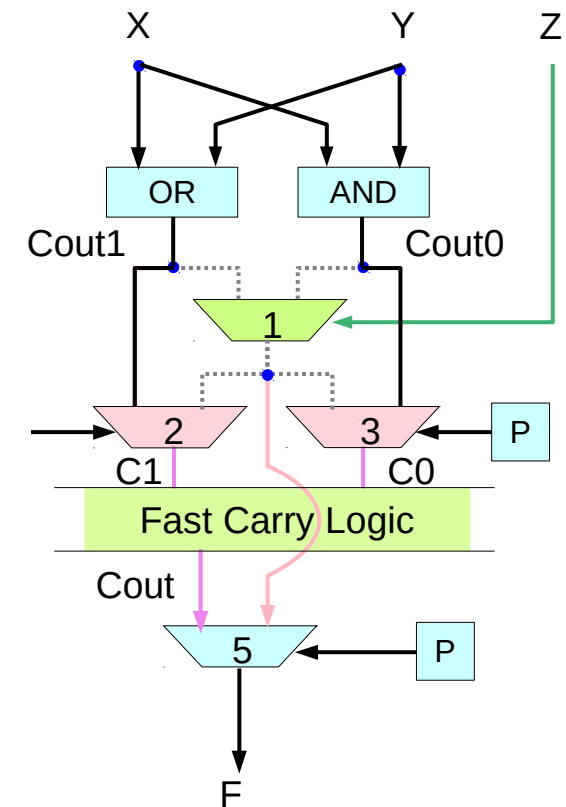 X Y Z
OR AND
Cout1 Cout0
1
2 3 P
C1 C0
Fast Carry Logic
Cout
5 P
F